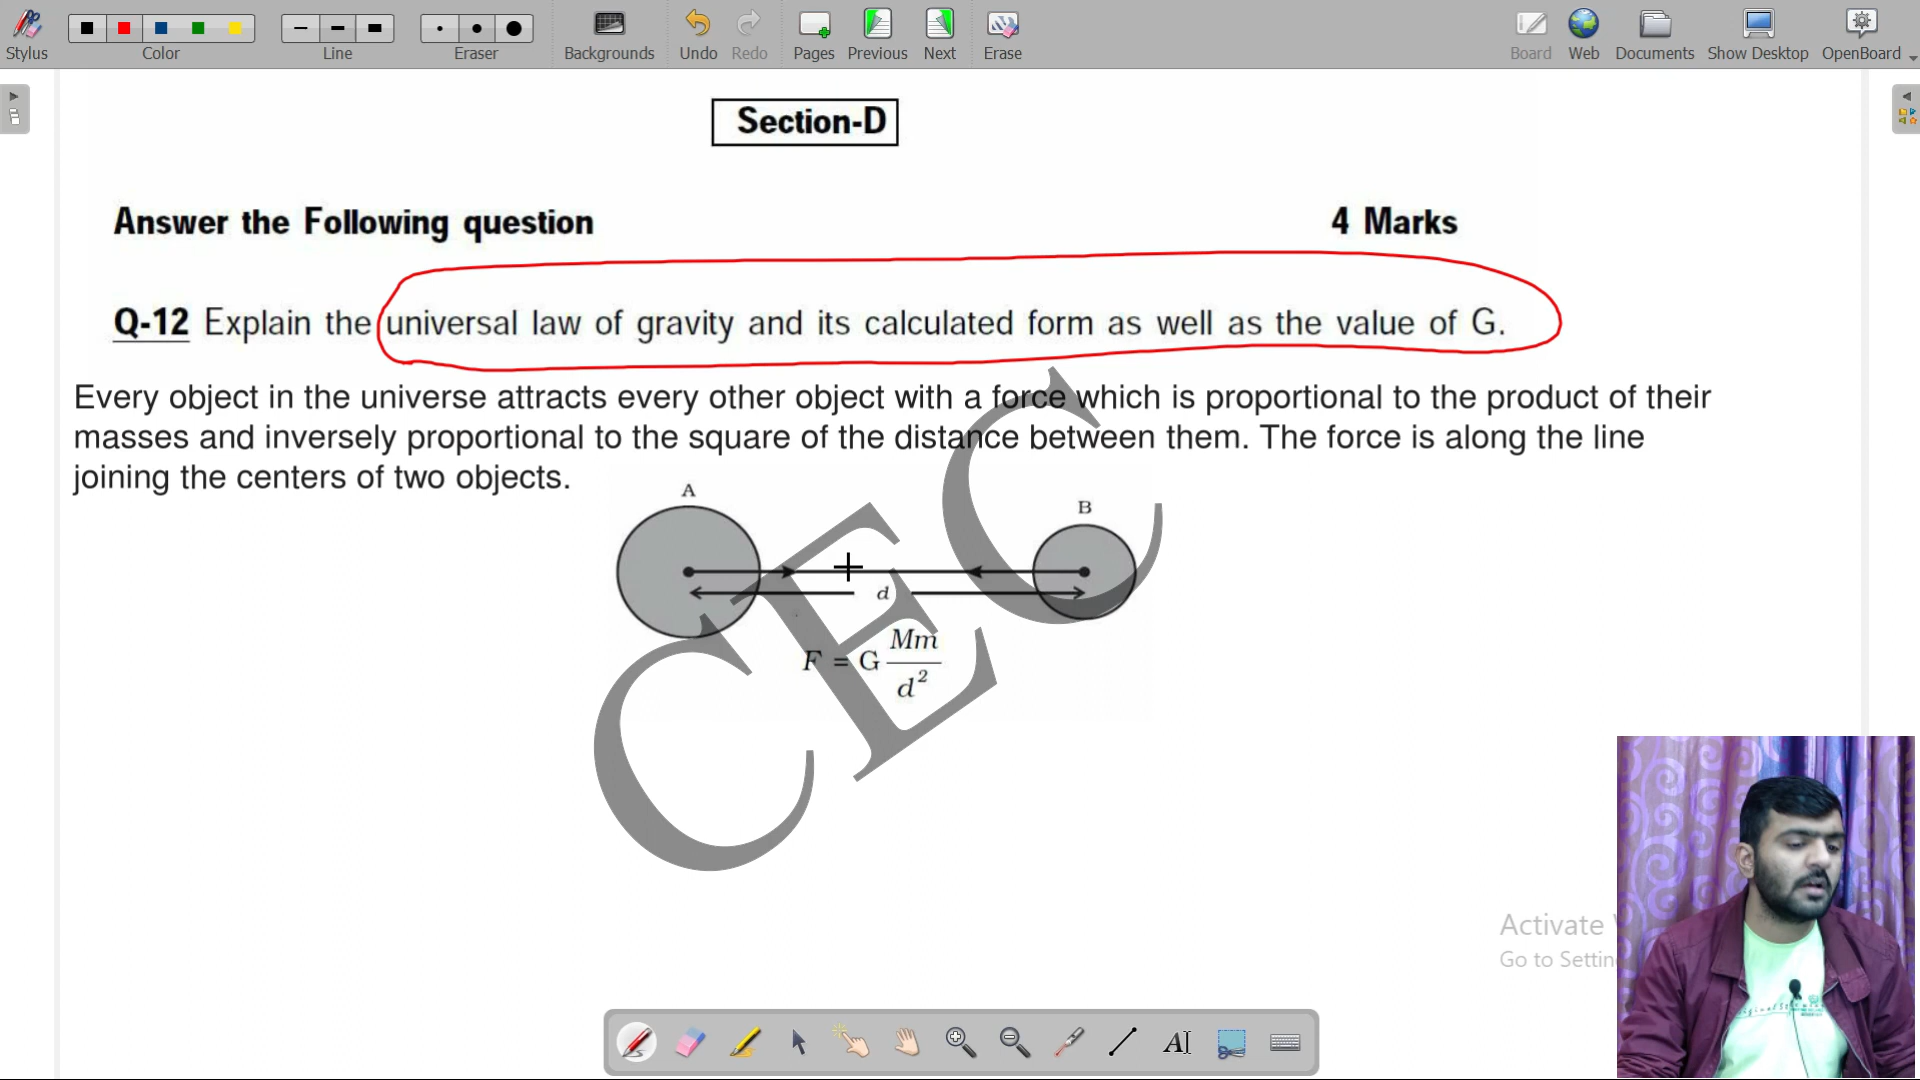 Stylus
Color
Line
Eraser
Backgrounds
Undo
Redo
Pages
Previous
Next
Erase
Board
Web
Documents
Show Desktop
OpenBoard
Section-D
Answer the Following question 4 Marks
Q-12 Explain the universal law of gravity and its calculated form as well as the value of G.
Every object in the universe attracts every other object with a force which is proportional to the product of their
masses and inversely proportional to the square of the distance between them. The force is along the line
joining the centers of two objects.
A
B
d
F = G Mm
d²
CEC
Activate
Go to Settin
AI